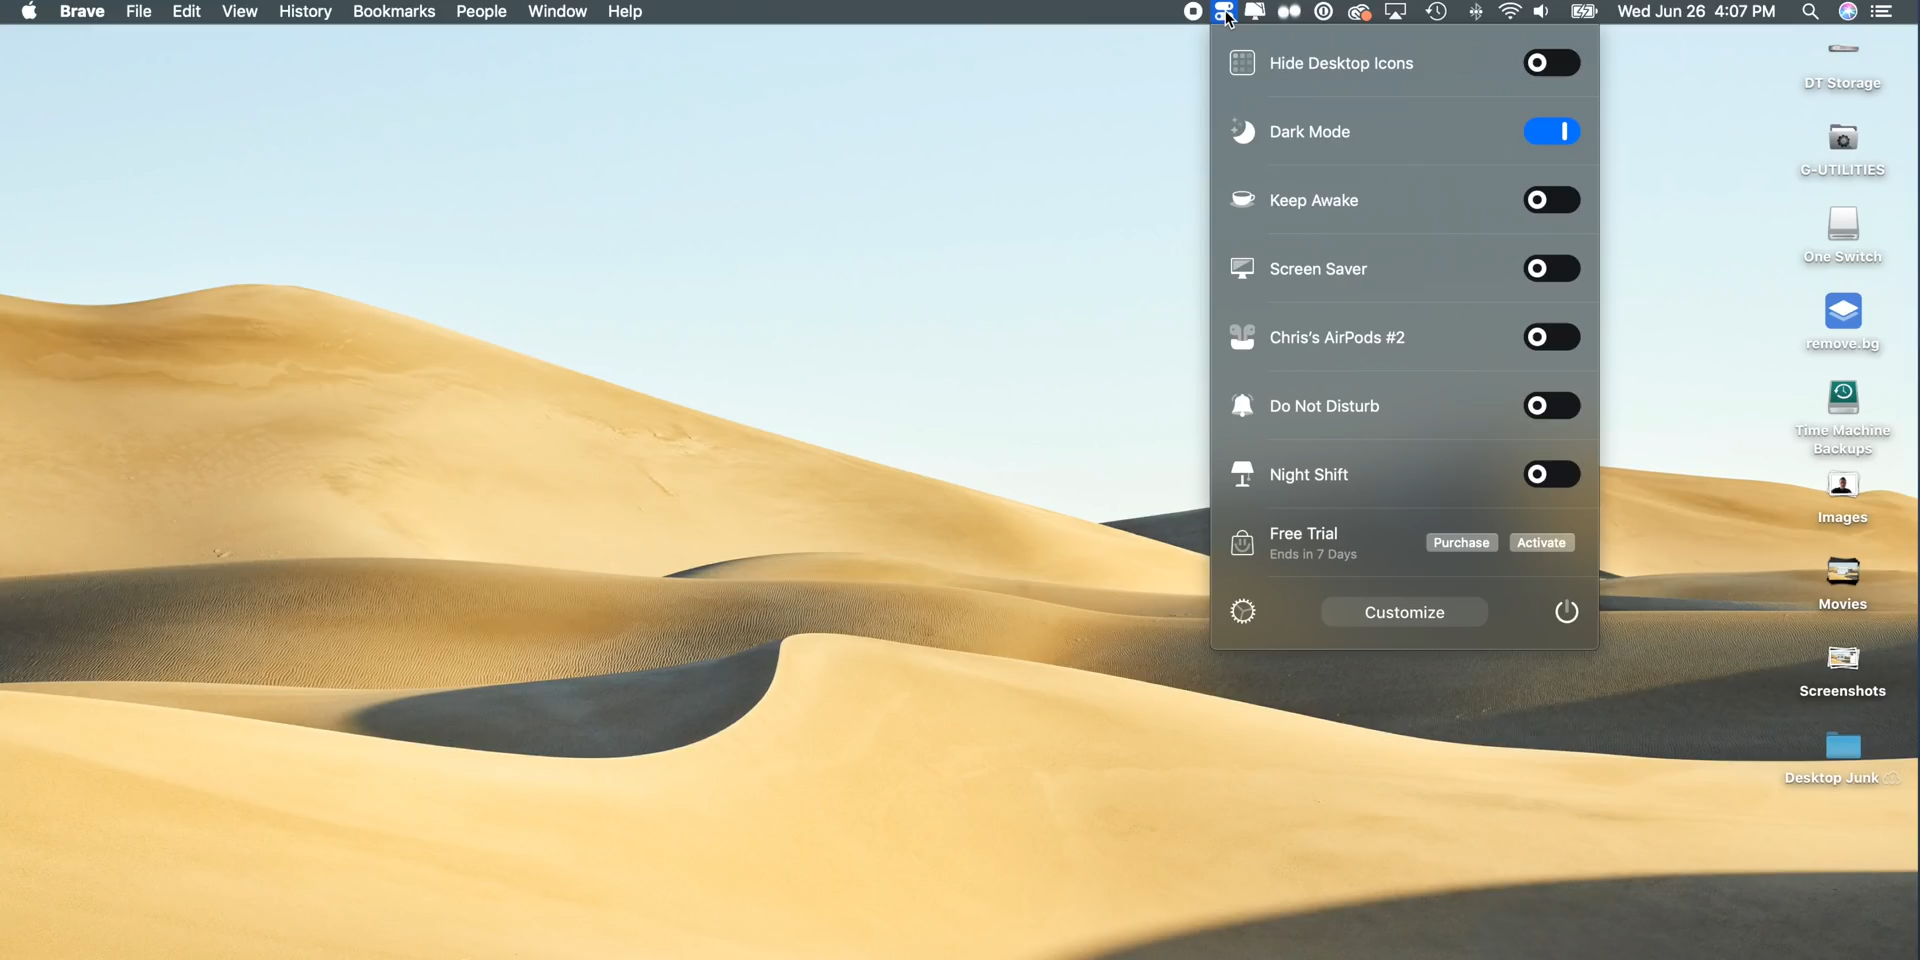 Brave File Edit View History Bookmarks People Window Help Wed Jun 26 4:07 PM
Hide Desktop Icons
Dark Mode
Keep Awake
Screen Saver
Chris's AirPods #2
Do Not Disturb
Night Shift
Free Trial
Ends in 7 Days
Purchase Activate
Customize
DT Storage
G-UTILITIES
One Switch
remove.bg
Time Machine
Backups
Images
Movies
Screenshots
Desktop Junk